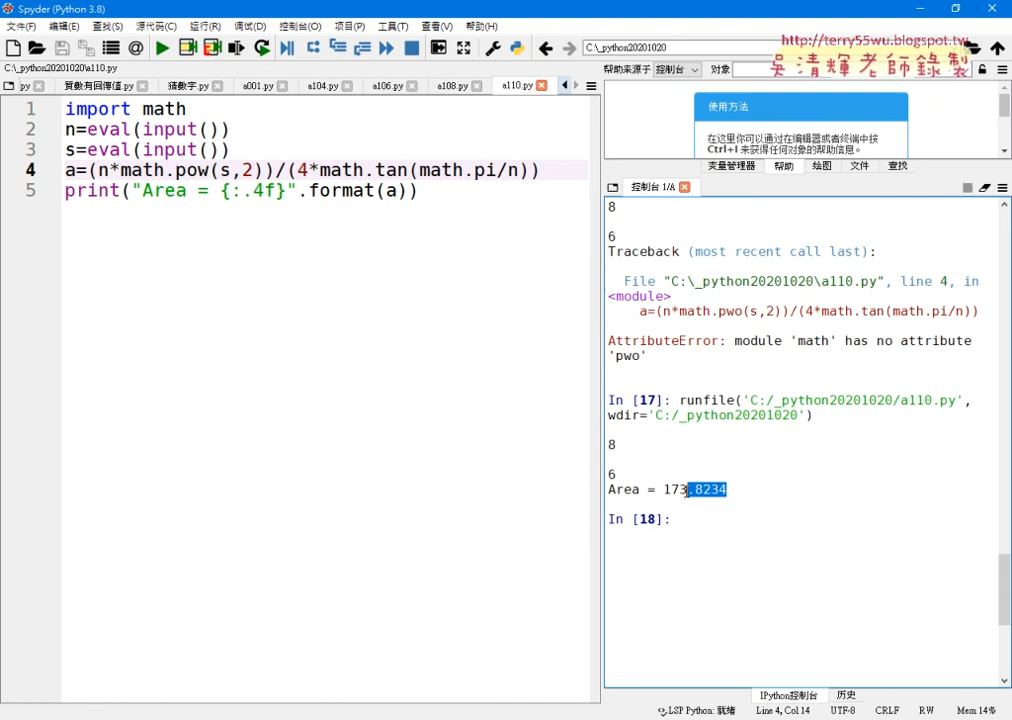 Spyder (Python 3.8)
文件(F) 编辑(E) 查找(S) 源代码(C) 运行(R) 调试(D) 控制台(O) 项目(P) 工具(T) 查看(V) 帮助(H)
C:\_python20201020
http://terry55wu.blogspot.tw
吳清輝老師錄製
C:\_python20201020\a110.py
帮助来源于 控制台 对象
py 質數有回傳值.py 猜數字.py a001.py a104.py a106.py a108.py a110.py
1 import math
2 n=eval(input())
3 s=eval(input())
4 a=(n*math.pow(s,2))/(4*math.tan(math.pi/n))
5 print("Area = {:.4f}".format(a))
使用方法
在这里你可以通过在编辑器或者终端中按
Ctrl+I 来获得任何对象的帮助信息。
变量管理器 帮助 绘图 文件 查找
控制台 1/A
8
6
Traceback (most recent call last):
File "C:\_python20201020\a110.py", line 4, in
<module>
a=(n*math.pwo(s,2))/(4*math.tan(math.pi/n))
AttributeError: module 'math' has no attribute
'pwo'
In [17]: runfile('C:/_python20201020/a110.py',
wdir='C:/_python20201020')
8
6
Area = 173.8234
In [18]:
IPython控制台 历史
LSP Python: 就绪 Line 4, Col 14 UTF-8 CRLF RW Mem 14%